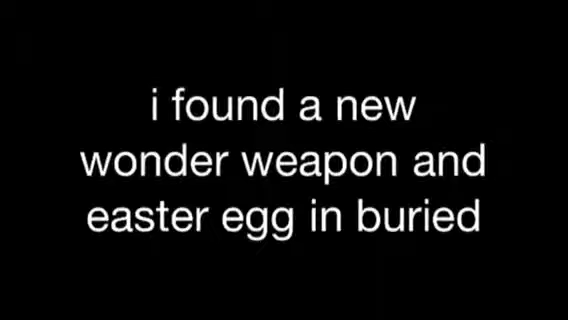 i found a new
wonder weapon and
easter egg in buried